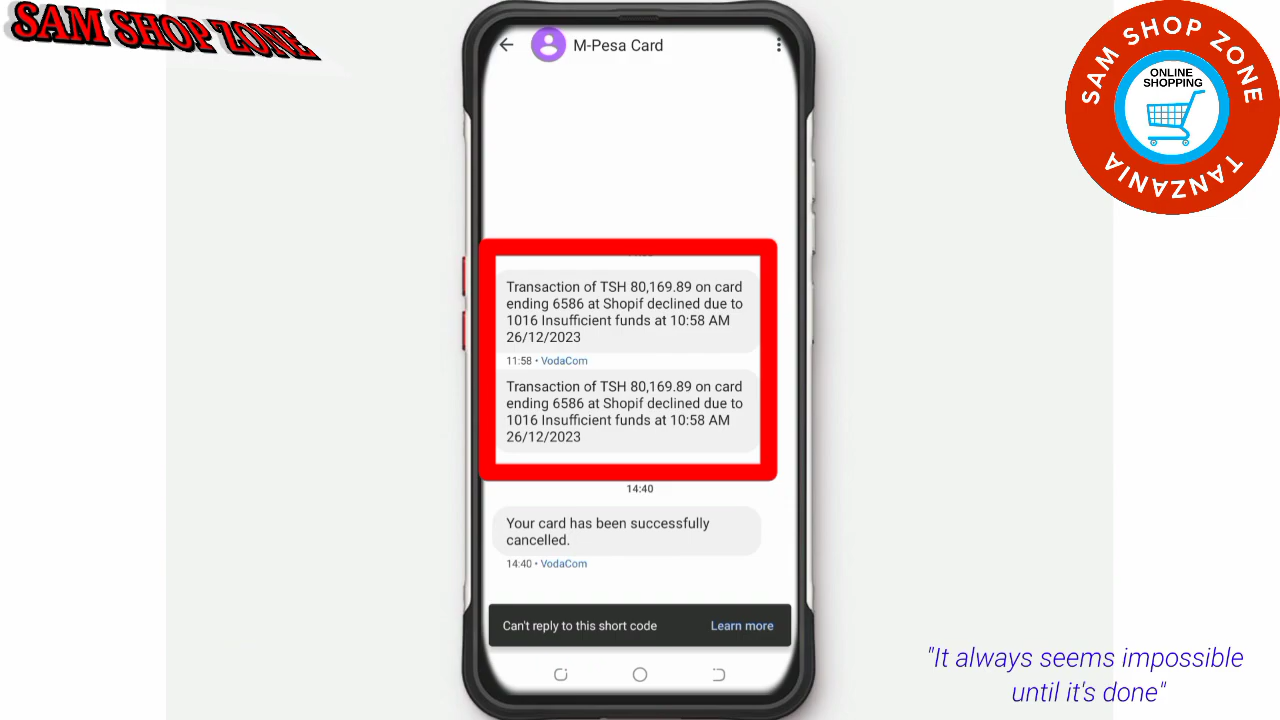 SAM SHOP ZONE
M-Pesa Card
SAM SHOP ZONE
ONLINE
SHOPPING
TANZANIA
Transaction of TSH 80,169.89 on card
ending 6586 at Shopif declined due to
1016 Insufficient funds at 10:58 AM
26/12/2023
11:58 • VodaCom
Transaction of TSH 80,169.89 on card
ending 6586 at Shopif declined due to
1016 Insufficient funds at 10:58 AM
26/12/2023
14:40
Your card has been successfully
cancelled.
14:40 • VodaCom
Can't reply to this short code Learn more
"It always seems impossible
until it's done"